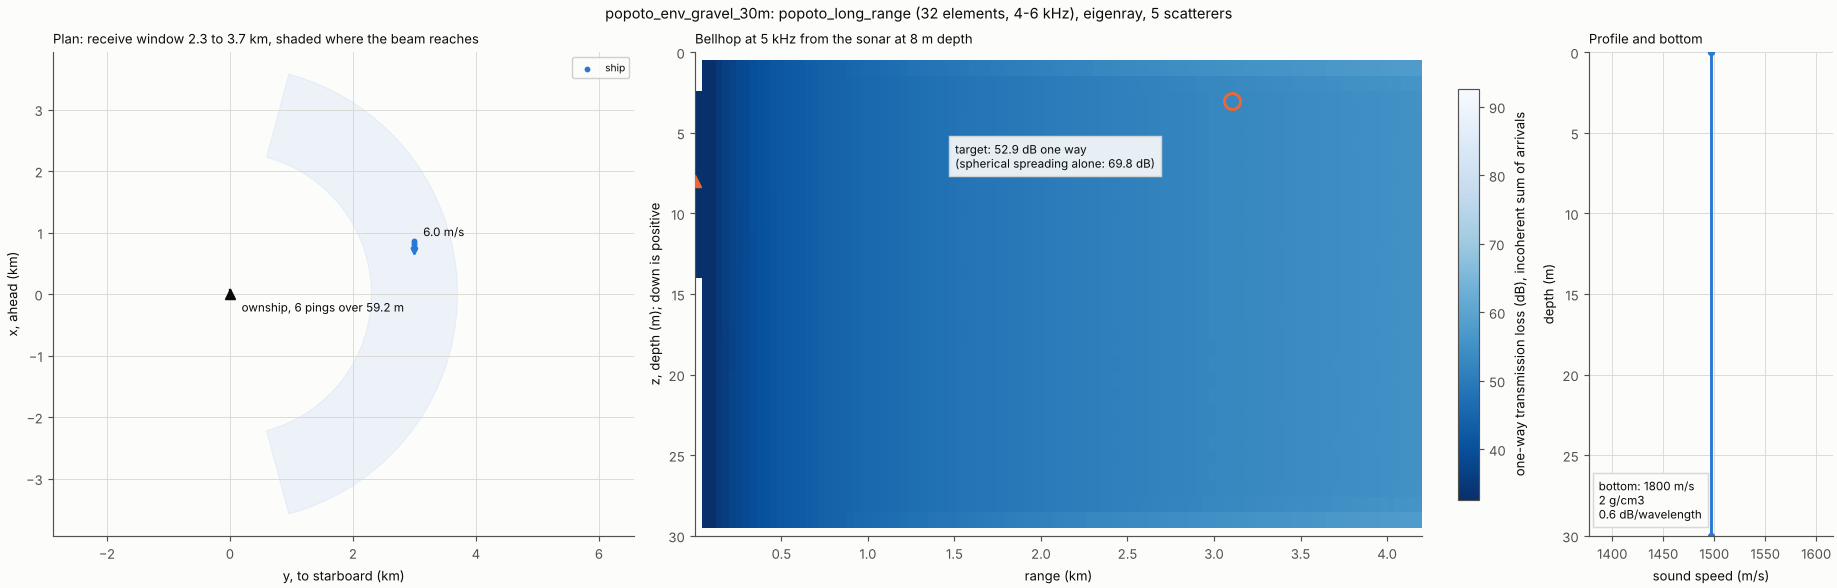 popoto_env_gravel_30m: popoto_long_range (32 elements, 4-6 kHz), eigenray, 5 scatterers
Plan: receive window 2.3 to 3.7 km, shaded where the beam reaches
ship
6.0 m/s
ownship, 6 pings over 59.2 m
3
2
1
0
−1
−2
−3
x, ahead (km)
−2
0
2
4
6
y, to starboard (km)
Bellhop at 5 kHz from the sonar at 8 m depth
0
5
10
15
20
25
30
z, depth (m); down is positive
target: 52.9 dB one way
(spherical spreading alone: 69.8 dB)
0.5
1.0
1.5
2.0
2.5
3.0
3.5
4.0
range (km)
90
80
70
60
50
40
one-way transmission loss (dB), incoherent sum of arrivals
Profile and bottom
0
5
10
15
20
25
30
depth (m)
bottom: 1800 m/s
2 g/cm3
0.6 dB/wavelength
1400
1450
1500
1550
1600
sound speed (m/s)